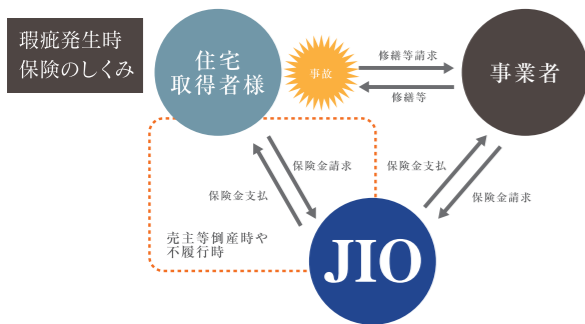 瑕疵発生時
保険のしくみ
住宅
取得者様
事故
修繕等請求
修繕等
事業者
保険金請求
保険金支払
保険金支払
保険金請求
売主等倒産時や
不履行時
JIO